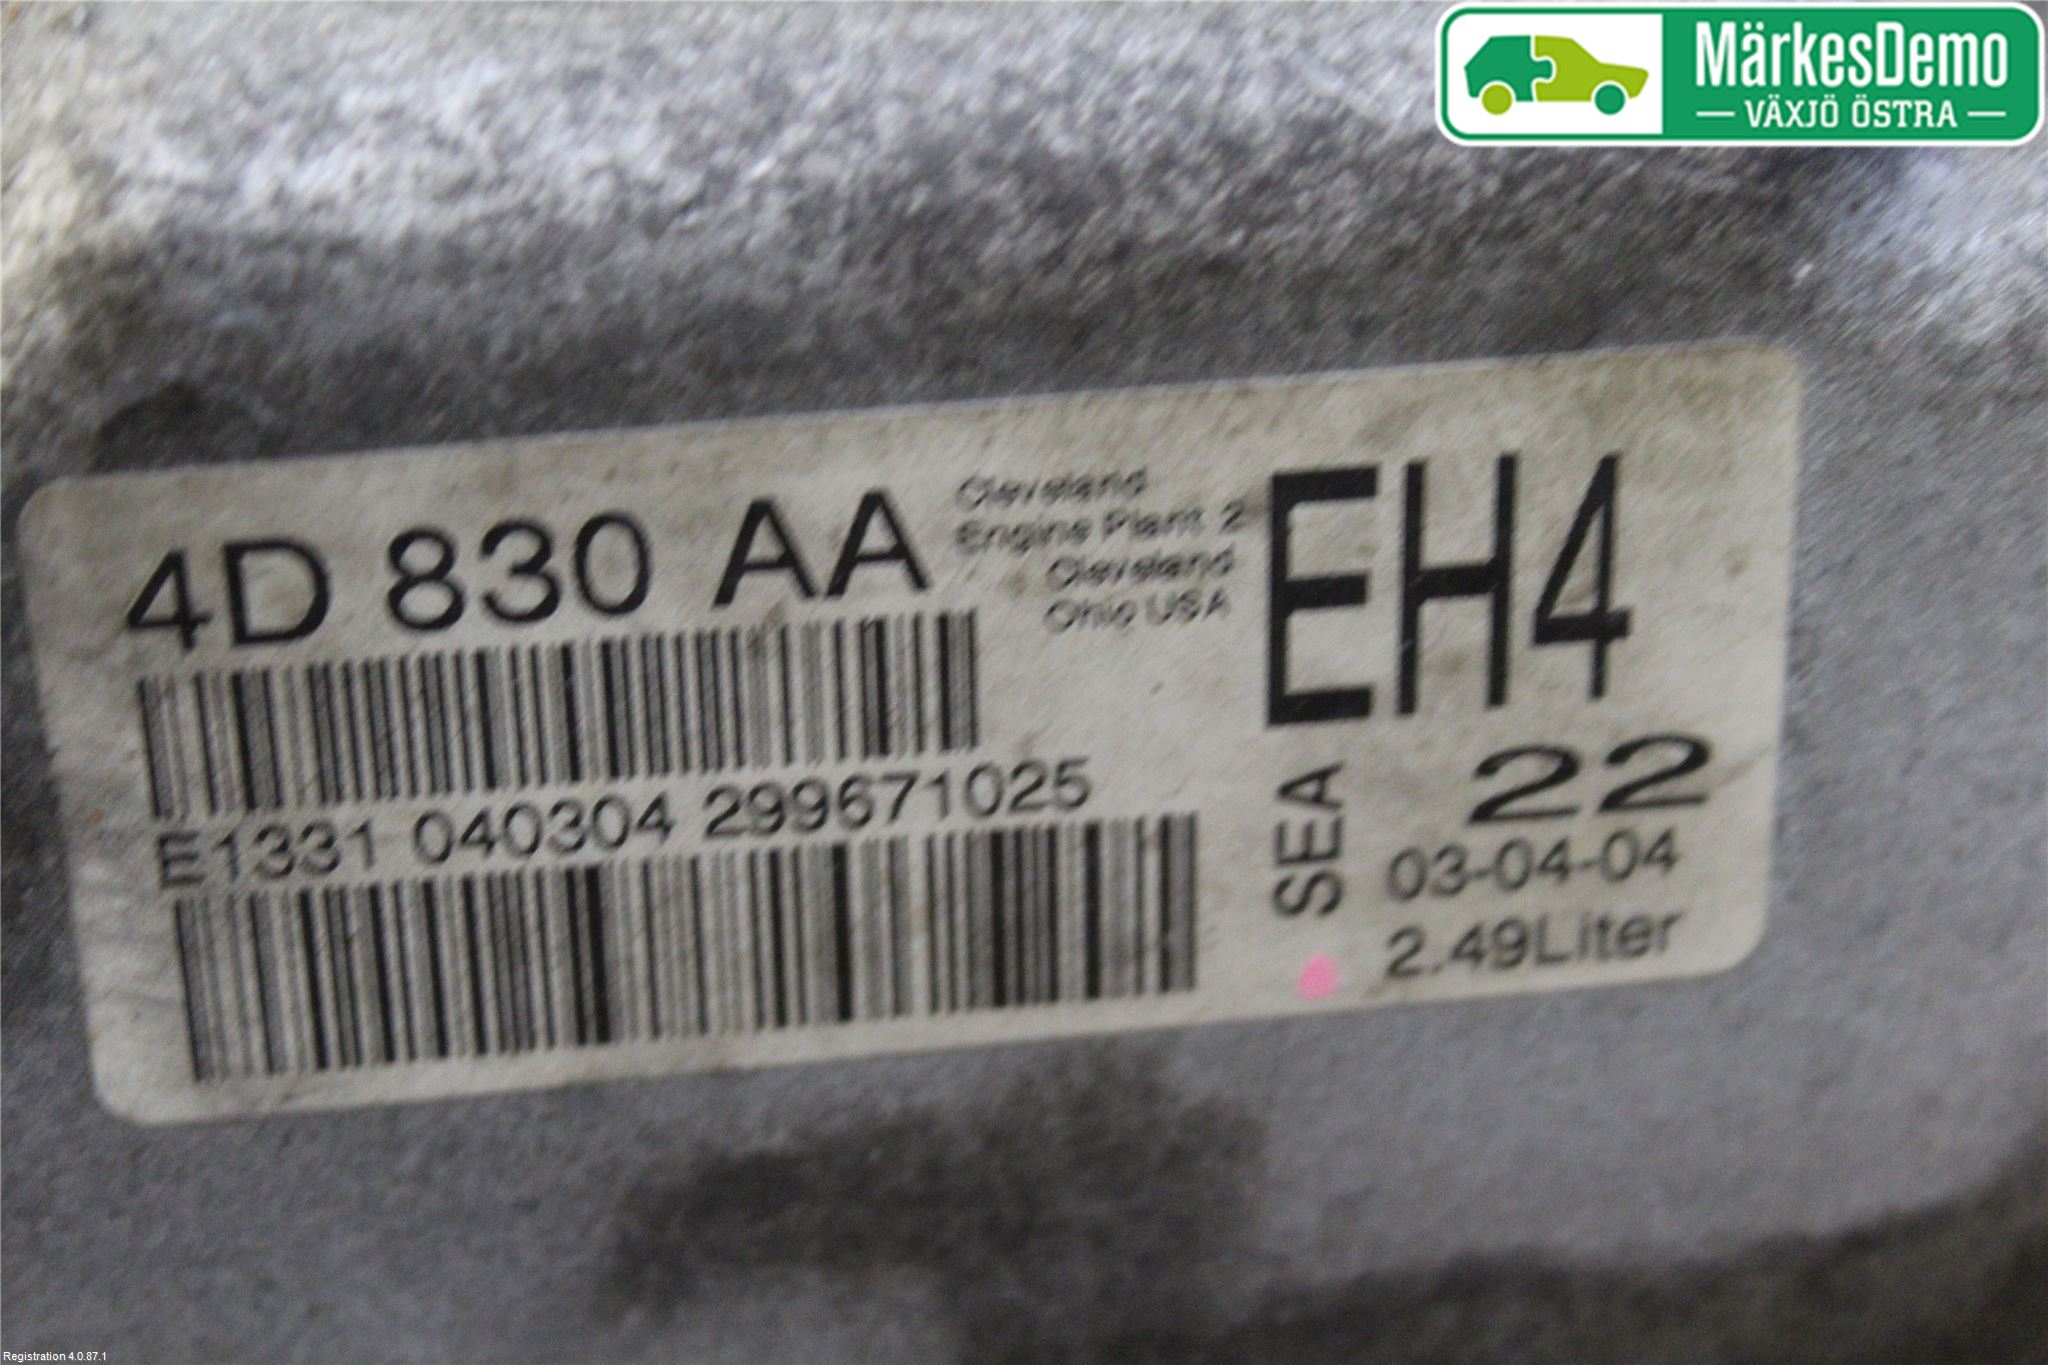 MärkesDemo
VÄXJÖ ÖSTRA
4D 830 AA
Cleveland
Engine Plant 2
Cleveland
Ohio USA
EH4
E1331 040304 299671025
SEA
22
03-04-04
2.49Liter
Registration 4.0.87.1